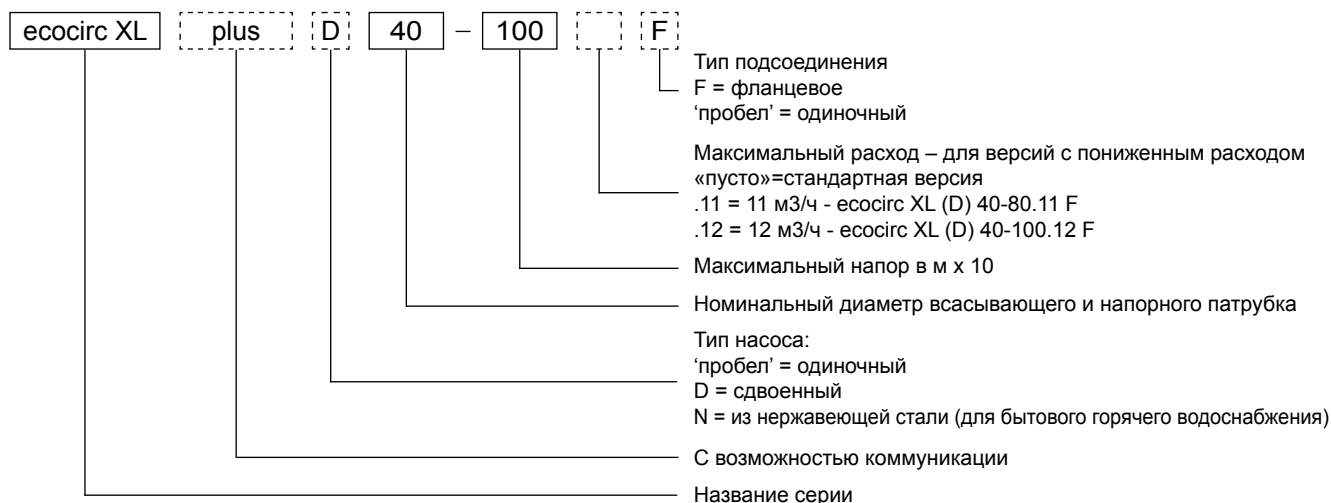 ecocirc XL plus D 40 – 100 F
Тип подсоединения
F = фланцевое
‘пробел’ = одиночный
Максимальный расход – для версий с пониженным расходом
«пусто»=стандартная версия
.11 = 11 м3/ч - ecocirc XL (D) 40-80.11 F
.12 = 12 м3/ч - ecocirc XL (D) 40-100.12 F
Максимальный напор в м x 10
Номинальный диаметр всасывающего и напорного патрубка
Тип насоса:
‘пробел’ = одиночный
D = сдвоенный
N = из нержавеющей стали (для бытового горячего водоснабжения)
С возможностью коммуникации
Название серии